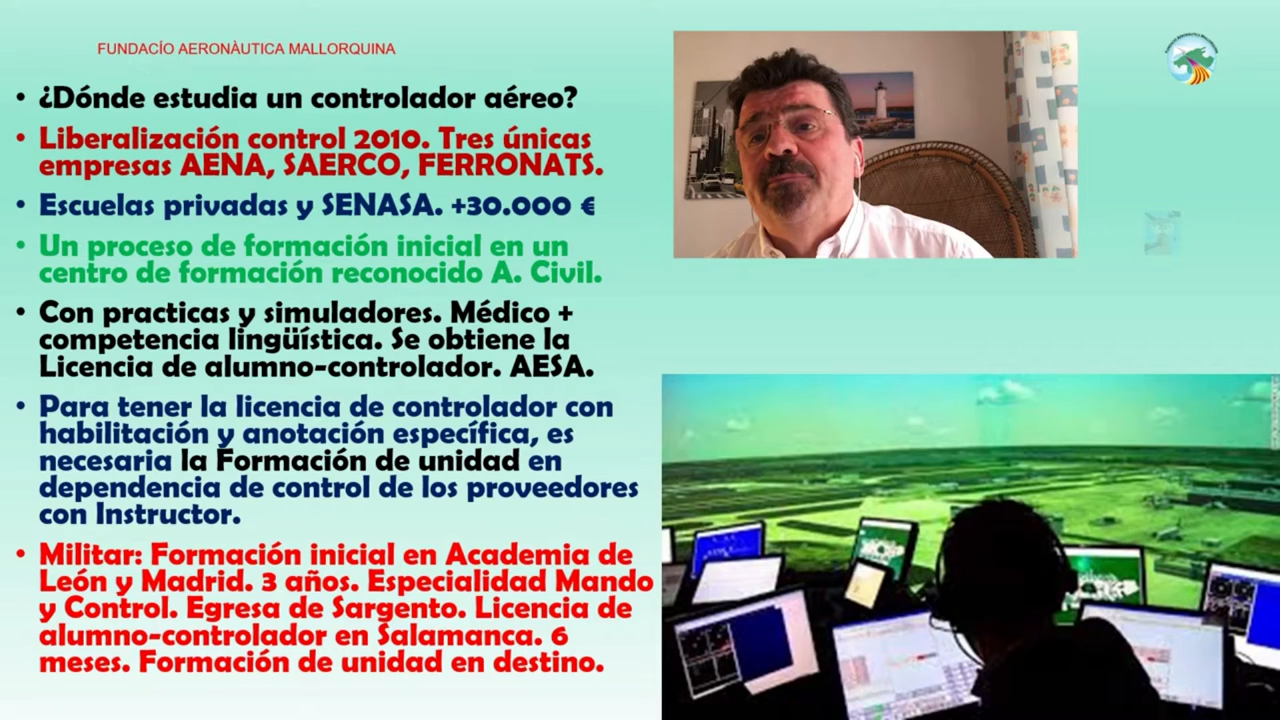 FUNDACÍO AERONÀUTICA MALLORQUINA
• ¿Dónde estudia un controlador aéreo?
• Liberalización control 2010. Tres únicas
empresas AENA, SAERCO, FERRONATS.
• Escuelas privadas y SENASA. +30.000 €
• Un proceso de formación inicial en un
centro de formación reconocido A. Civil.
• Con practicas y simuladores. Médico +
competencia lingüística. Se obtiene la
Licencia de alumno-controlador. AESA.
• Para tener la licencia de controlador con
habilitación y anotación específica, es
necesaria la Formación de unidad en
dependencia de control de los proveedores
con Instructor.
• Militar: Formación inicial en Academia de
León y Madrid. 3 años. Especialidad Mando
y Control. Egresa de Sargento. Licencia de
alumno-controlador en Salamanca. 6
meses. Formación de unidad en destino.